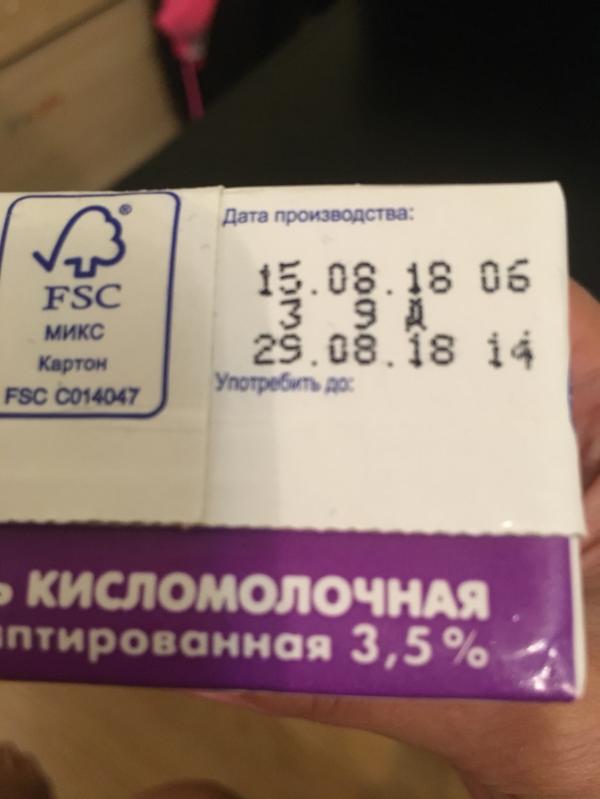 ®
FSC
МИКС
Картон
FSC C014047
Дата производства:
15.08.18 06
3 9 Д
29.08.18 14
Употребить до:
Ь КИСЛОМОЛОЧНАЯ
птированная 3,5%